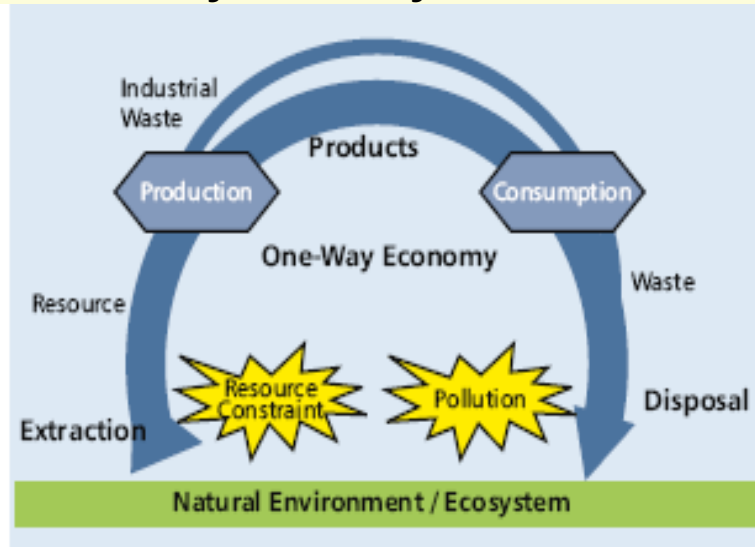 Industrial
Waste
Products
Production
Consumption
One-Way Economy
Resource
Waste
Resource
Constraint
Pollution
Extraction
Disposal
Natural Environment / Ecosystem